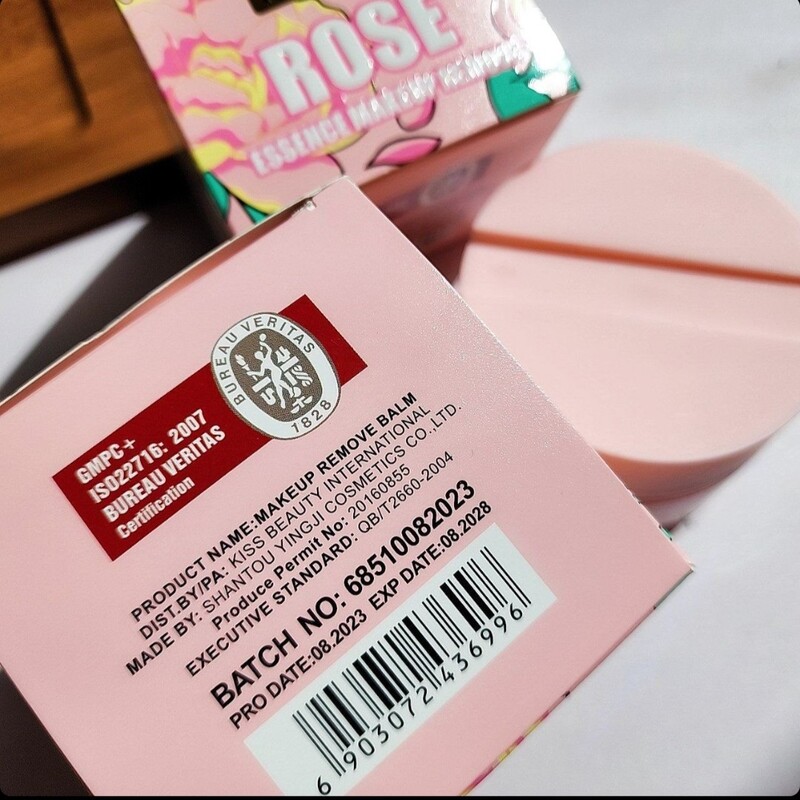 ROSE
ESSENCE MAKEUP REMOVER
BUREAU VERITAS
1828
GMPC+
ISO22716: 2007
BUREAU VERITAS
Certification
PRODUCT NAME:MAKEUP REMOVE BALM
DIST.BY/PA: KISS BEAUTY INTERNATIONAL
MADE BY: SHANTOU YINGJI COSMETICS CO.,LTD.
Produce Permit No: 20160855
EXECUTIVE STANDARD: QB/T2660-2004
BATCH NO: 68510082023
PRO DATE:08.2023 EXP DATE:08.2028
6 903072 436996